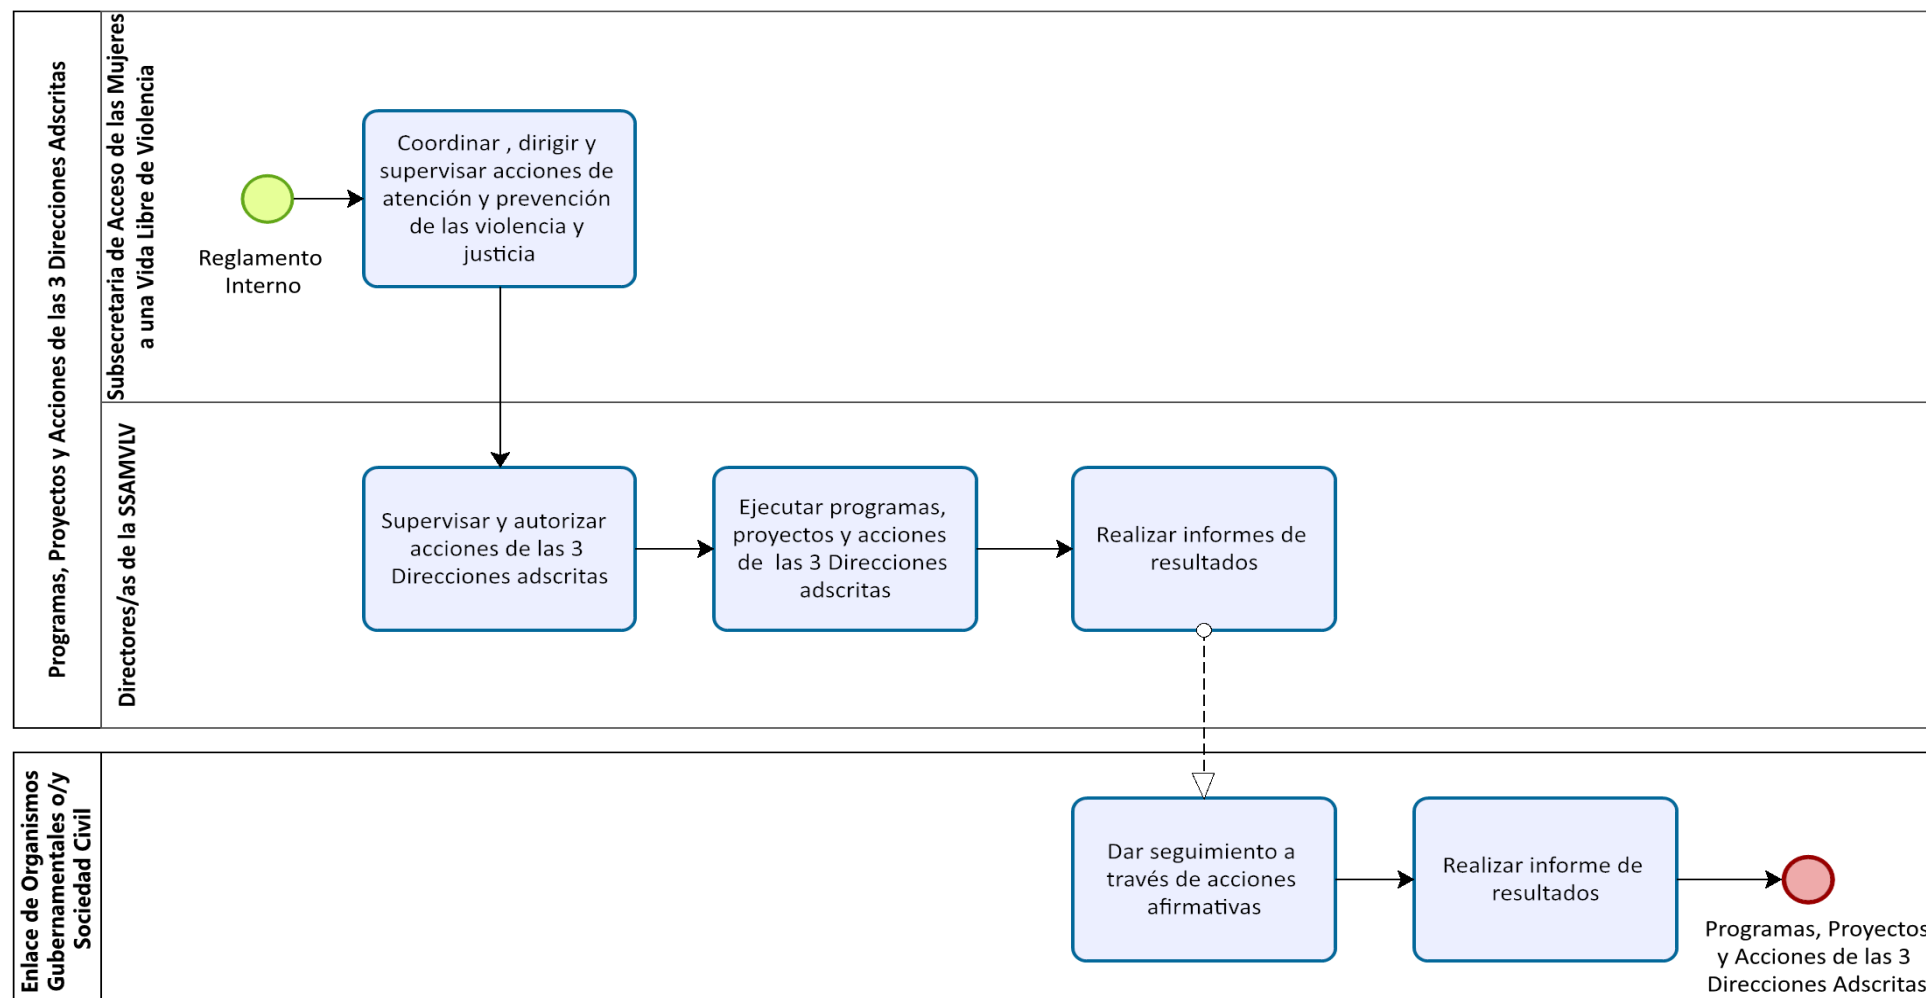 Programas, Proyectos y Acciones de las 3 Direcciones Adscritas
Subsecretaria de Acceso de las Mujeres
a una Vida Libre de Violencia
Reglamento
Interno
Coordinar , dirigir y
supervisar acciones de
atención y prevención
de las violencia y
justicia
Directores/as de la SSAMVLV
Supervisar y autorizar
acciones de las 3
Direcciones adscritas
Ejecutar programas,
proyectos y acciones
de las 3 Direcciones
adscritas
Realizar informes de
resultados
Enlace de Organismos
Gubernamentales o/y
Sociedad Civil
Dar seguimiento a
través de acciones
afirmativas
Realizar informe de
resultados
Programas, Proyectos
y Acciones de las 3
Direcciones Adscritas